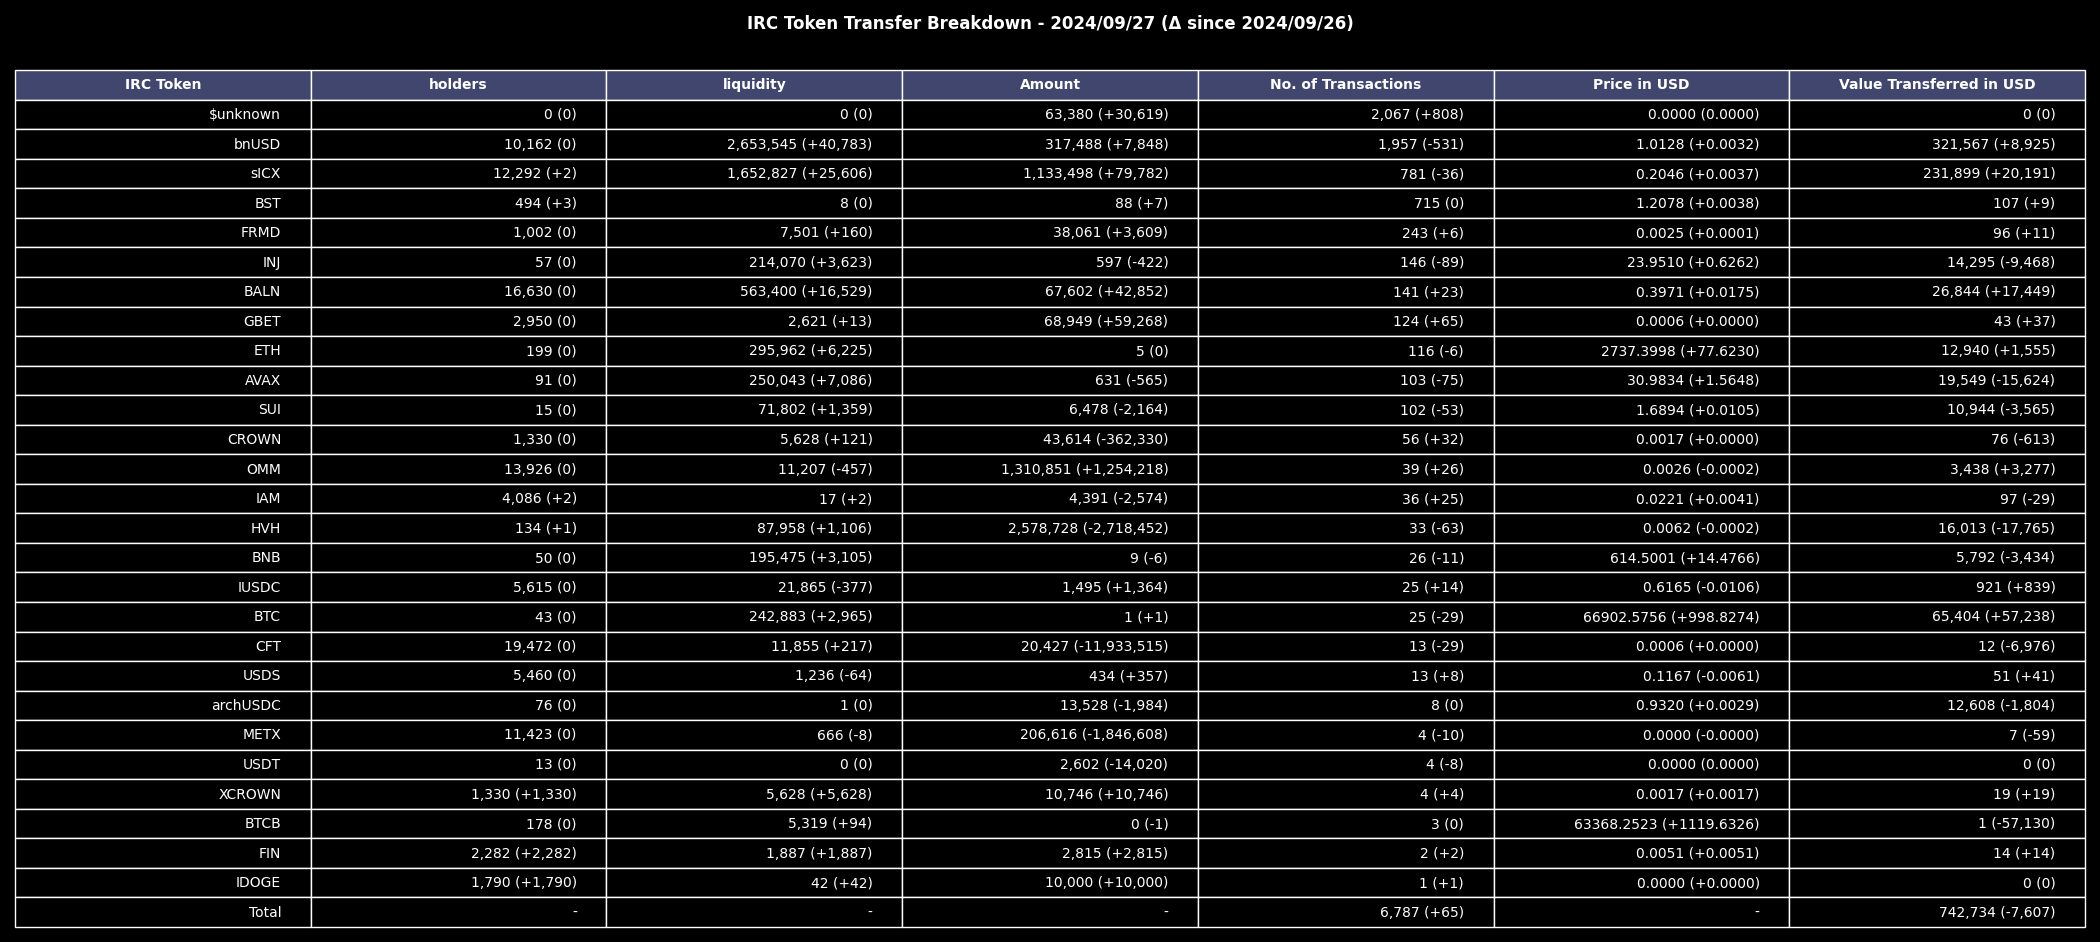 IRC Token Transfer Breakdown - 2024/09/27 (Δ since 2024/09/26)
IRC Token holders liquidity Amount No. of Transactions Price in USD Value Transferred in USD
$unknown 0 (0) 0 (0) 63,380 (+30,619) 2,067 (+808) 0.0000 (0.0000) 0 (0)
bnUSD 10,162 (0) 2,653,545 (+40,783) 317,488 (+7,848) 1,957 (-531) 1.0128 (+0.0032) 321,567 (+8,925)
sICX 12,292 (+2) 1,652,827 (+25,606) 1,133,498 (+79,782) 781 (-36) 0.2046 (+0.0037) 231,899 (+20,191)
BST 494 (+3) 8 (0) 88 (+7) 715 (0) 1.2078 (+0.0038) 107 (+9)
FRMD 1,002 (0) 7,501 (+160) 38,061 (+3,609) 243 (+6) 0.0025 (+0.0001) 96 (+11)
INJ 57 (0) 214,070 (+3,623) 597 (-422) 146 (-89) 23.9510 (+0.6262) 14,295 (-9,468)
BALN 16,630 (0) 563,400 (+16,529) 67,602 (+42,852) 141 (+23) 0.3971 (+0.0175) 26,844 (+17,449)
GBET 2,950 (0) 2,621 (+13) 68,949 (+59,268) 124 (+65) 0.0006 (+0.0000) 43 (+37)
ETH 199 (0) 295,962 (+6,225) 5 (0) 116 (-6) 2737.3998 (+77.6230) 12,940 (+1,555)
AVAX 91 (0) 250,043 (+7,086) 631 (-565) 103 (-75) 30.9834 (+1.5648) 19,549 (-15,624)
SUI 15 (0) 71,802 (+1,359) 6,478 (-2,164) 102 (-53) 1.6894 (+0.0105) 10,944 (-3,565)
CROWN 1,330 (0) 5,628 (+121) 43,614 (-362,330) 56 (+32) 0.0017 (+0.0000) 76 (-613)
OMM 13,926 (0) 11,207 (-457) 1,310,851 (+1,254,218) 39 (+26) 0.0026 (-0.0002) 3,438 (+3,277)
IAM 4,086 (+2) 17 (+2) 4,391 (-2,574) 36 (+25) 0.0221 (+0.0041) 97 (-29)
HVH 134 (+1) 87,958 (+1,106) 2,578,728 (-2,718,452) 33 (-63) 0.0062 (-0.0002) 16,013 (-17,765)
BNB 50 (0) 195,475 (+3,105) 9 (-6) 26 (-11) 614.5001 (+14.4766) 5,792 (-3,434)
IUSDC 5,615 (0) 21,865 (-377) 1,495 (+1,364) 25 (+14) 0.6165 (-0.0106) 921 (+839)
BTC 43 (0) 242,883 (+2,965) 1 (+1) 25 (-29) 66902.5756 (+998.8274) 65,404 (+57,238)
CFT 19,472 (0) 11,855 (+217) 20,427 (-11,933,515) 13 (-29) 0.0006 (+0.0000) 12 (-6,976)
USDS 5,460 (0) 1,236 (-64) 434 (+357) 13 (+8) 0.1167 (-0.0061) 51 (+41)
archUSDC 76 (0) 1 (0) 13,528 (-1,984) 8 (0) 0.9320 (+0.0029) 12,608 (-1,804)
METX 11,423 (0) 666 (-8) 206,616 (-1,846,608) 4 (-10) 0.0000 (-0.0000) 7 (-59)
USDT 13 (0) 0 (0) 2,602 (-14,020) 4 (-8) 0.0000 (0.0000) 0 (0)
XCROWN 1,330 (+1,330) 5,628 (+5,628) 10,746 (+10,746) 4 (+4) 0.0017 (+0.0017) 19 (+19)
BTCB 178 (0) 5,319 (+94) 0 (-1) 3 (0) 63368.2523 (+1119.6326) 1 (-57,130)
FIN 2,282 (+2,282) 1,887 (+1,887) 2,815 (+2,815) 2 (+2) 0.0051 (+0.0051) 14 (+14)
IDOGE 1,790 (+1,790) 42 (+42) 10,000 (+10,000) 1 (+1) 0.0000 (+0.0000) 0 (0)
Total - - - 6,787 (+65) - 742,734 (-7,607)